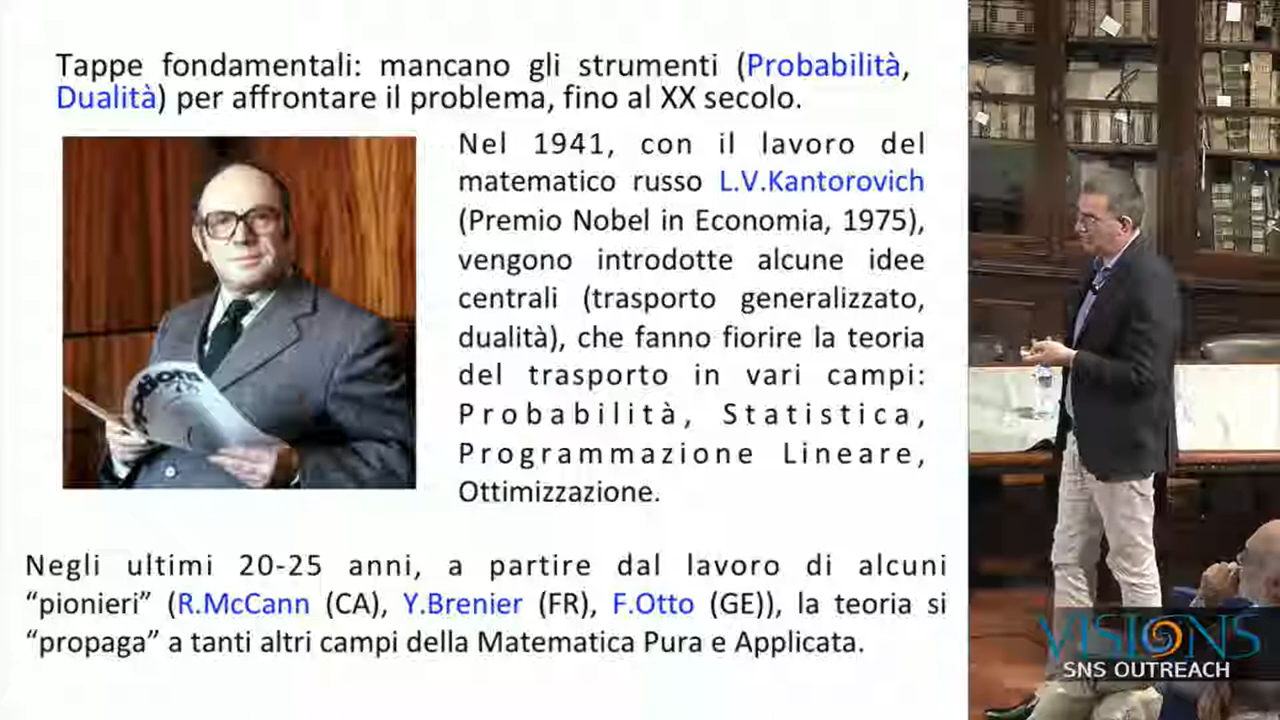 Tappe fondamentali: mancano gli strumenti (Probabilità,
Dualità) per affrontare il problema, fino al XX secolo.
Nel 1941, con il lavoro del
matematico russo L.V.Kantorovich
(Premio Nobel in Economia, 1975),
vengono introdotte alcune idee
centrali (trasporto generalizzato,
dualità), che fanno fiorire la teoria
del trasporto in vari campi:
Probabilità, Statistica,
Programmazione Lineare,
Ottimizzazione.
Negli ultimi 20-25 anni, a partire dal lavoro di alcuni
“pionieri” (R.McCann (CA), Y.Brenier (FR), F.Otto (GE)), la teoria si
“propaga” a tanti altri campi della Matematica Pura e Applicata.
VISIONS
SNS OUTREACH